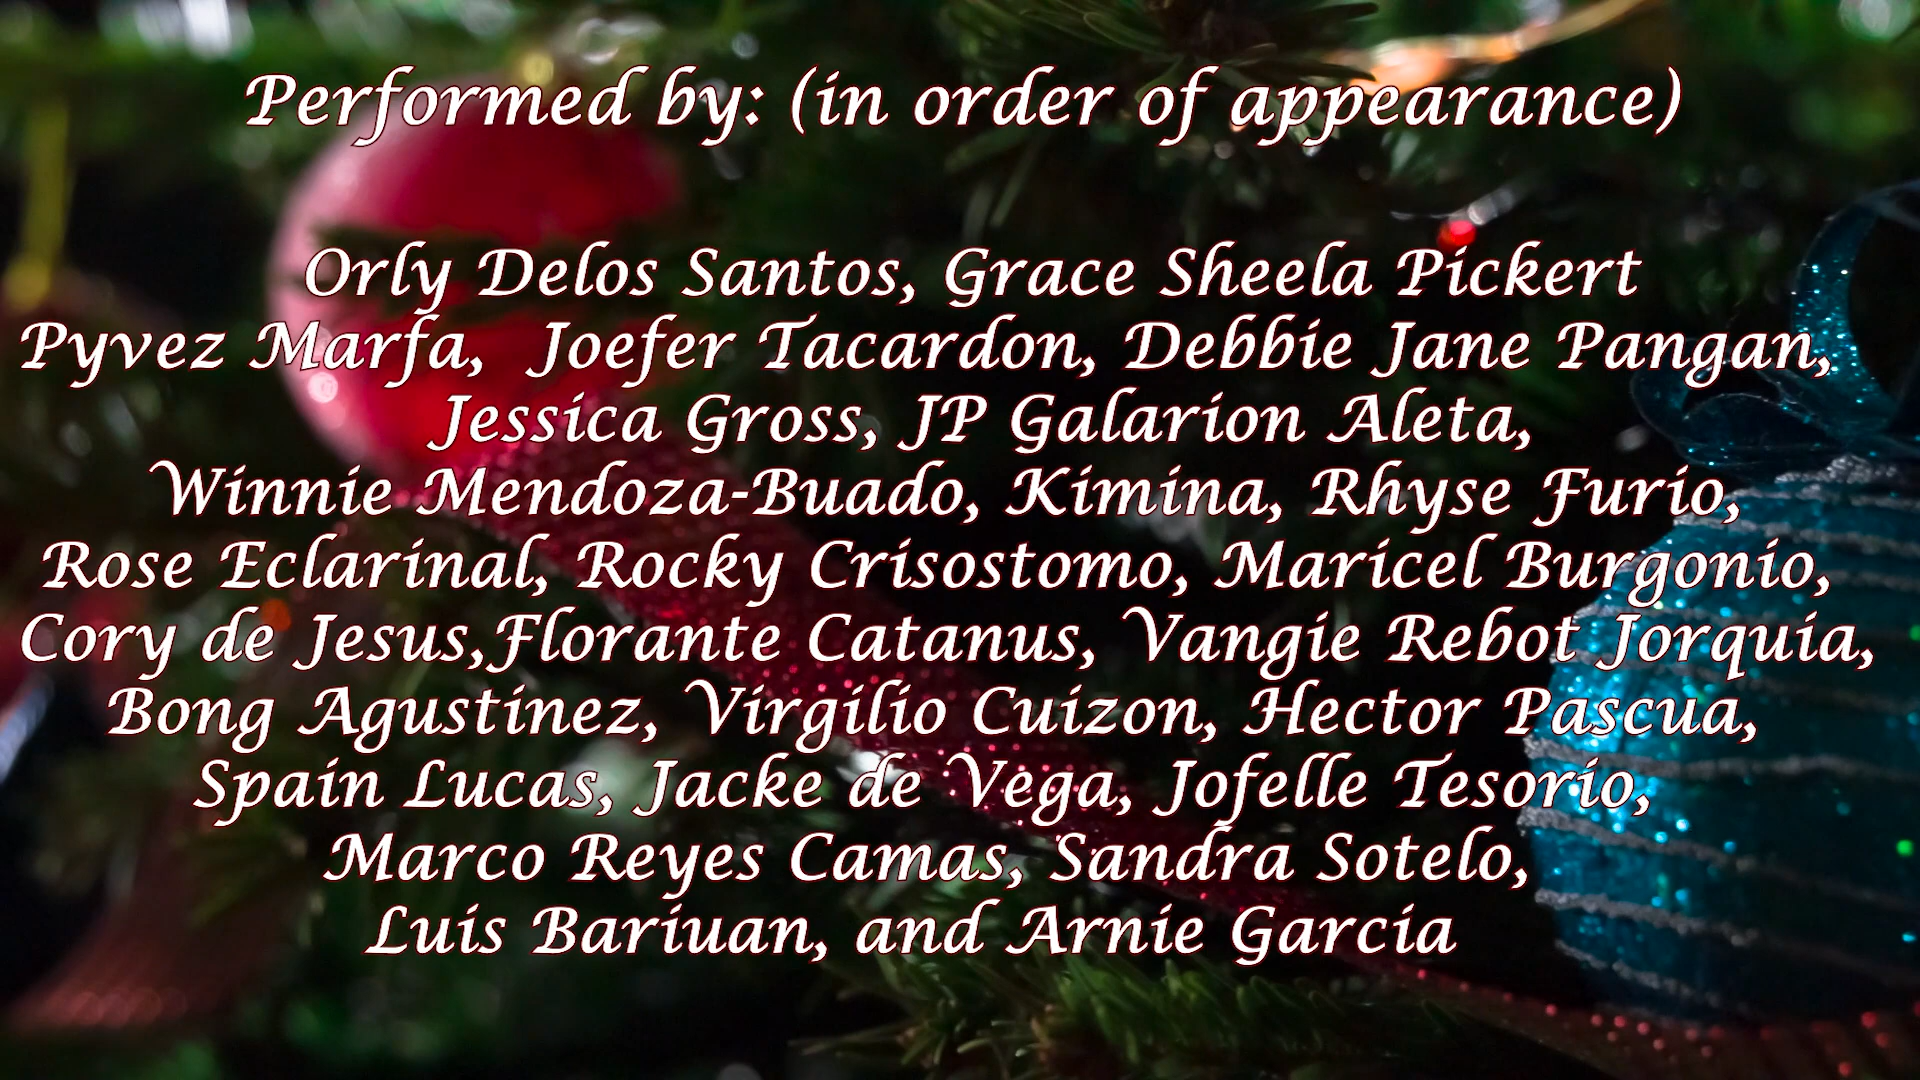 Performed by: (in order of appearance)
Orly Delos Santos, Grace Sheela Pickert
Pyvez Marfa,  Joefer Tacardon, Debbie Jane Pangan,
Jessica Gross, JP Galarion Aleta,
Winnie Mendoza-Buado, Kimina, Rhyse Furio,
Rose Eclarinal, Rocky Crisostomo, Maricel Burgonio,
Cory de Jesus,Florante Catanus, Vangie Rebot Jorquia,
Bong Agustinez, Virgilio Cuizon, Hector Pascua,
Spain Lucas, Jacke de Vega, Jofelle Tesorio,
Marco Reyes Camas, Sandra Sotelo,
Luis Bariuan, and Arnie Garcia